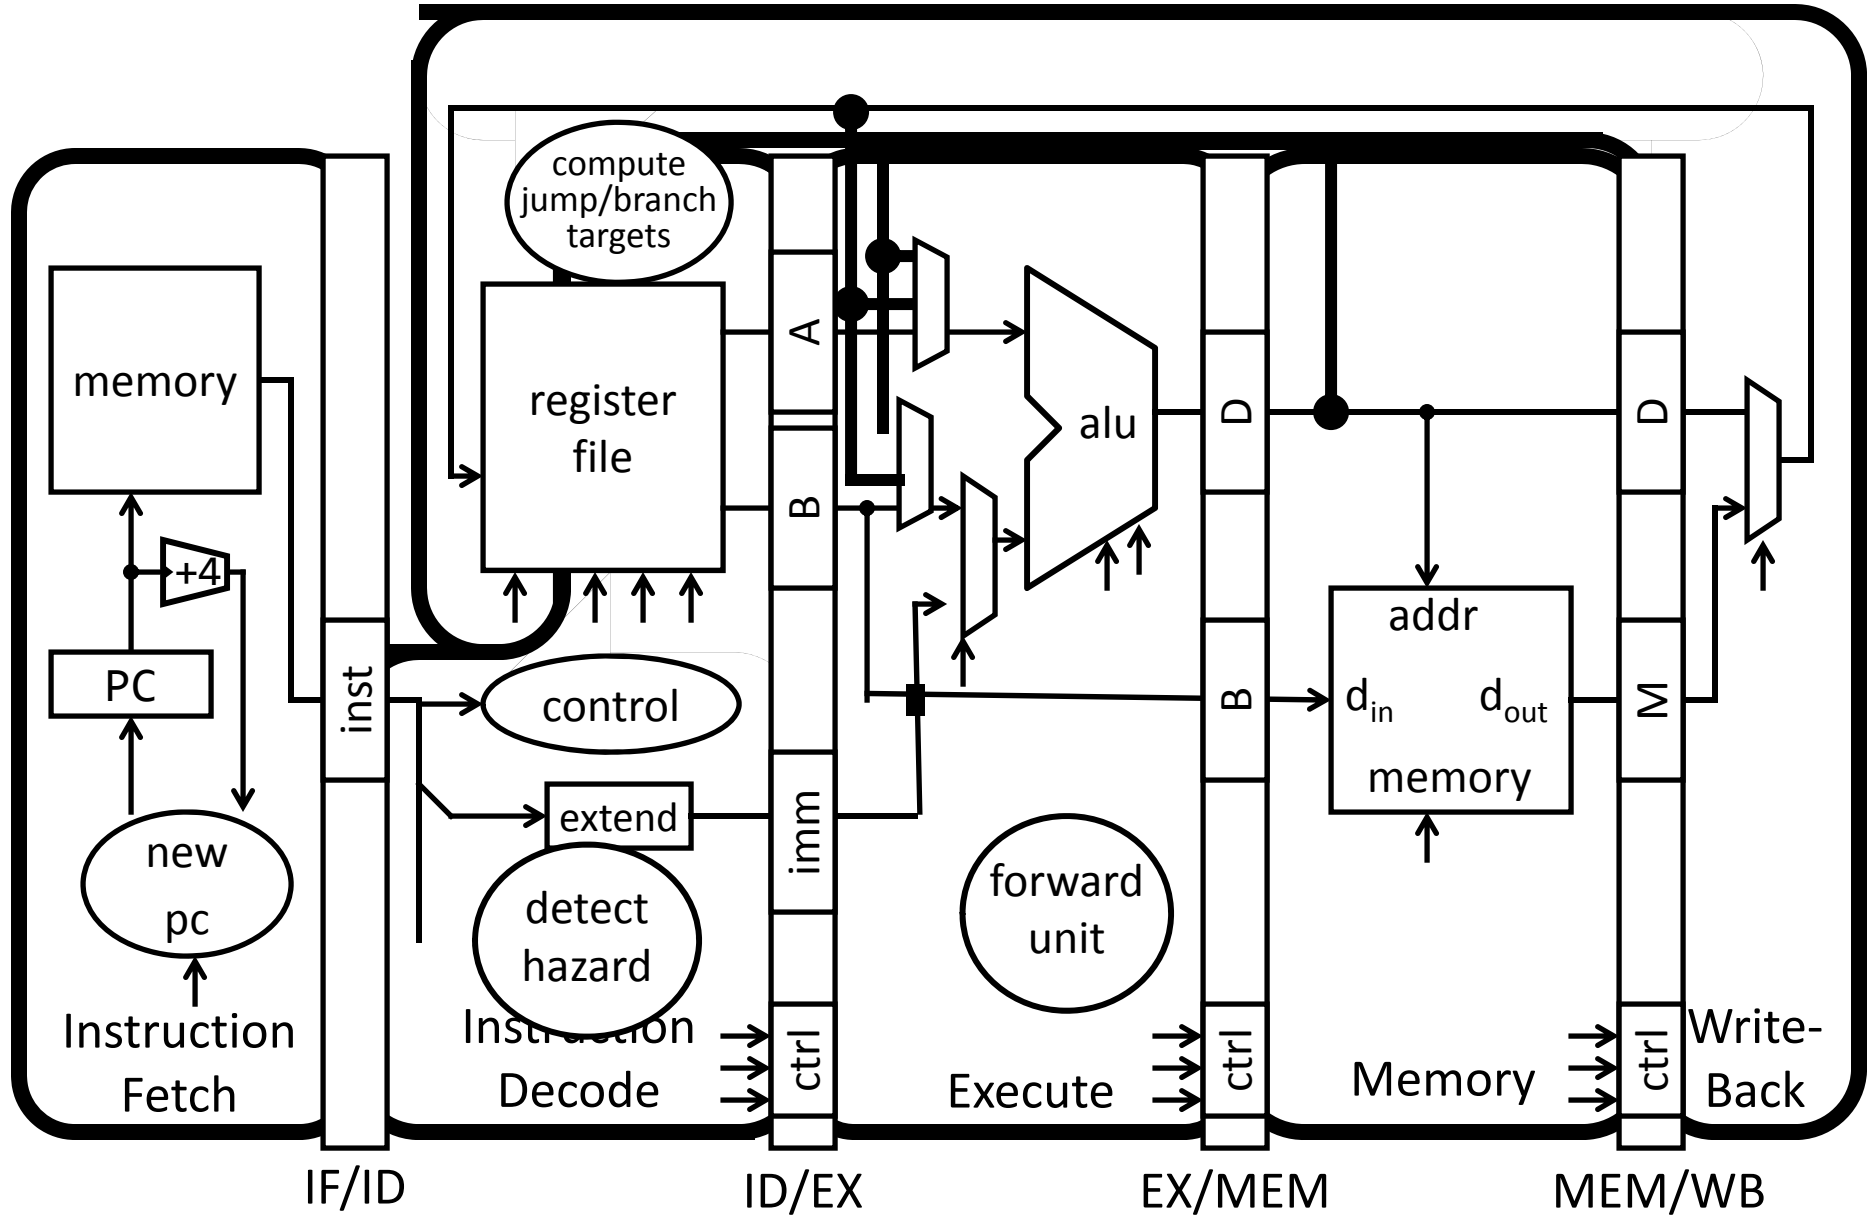 compute
jump/branch
targets
memory
+4
PC
new
pc
Instruction
Fetch
inst
register
file
control
extend
detect
hazard
Instruction
Decode
A
B
imm
ctrl
alu
forward
unit
Execute
D
B
ctrl
addr
din
dout
memory
Memory
D
M
ctrl
Write-
Back
IF/ID
ID/EX
EX/MEM
MEM/WB